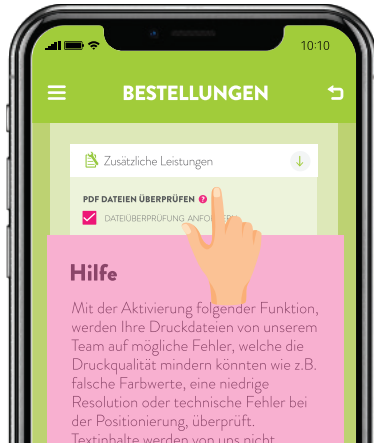 10:10
BESTELLUNGEN
Zusätzliche Leistungen
PDF DATEIEN ÜBERPRÜFEN ?
DATEIÜBERPRÜFUNG
Hilfe
Mit der Aktivierung folgender Funktion,
werden Ihre Druckdateien von unserem
Team auf mögliche Fehler, welche die
Druckqualität mindern könnten wie z.B.
falsche Farbwerte, eine niedrige
Resolution oder technische Fehler bei
der Positionierung, überprüft.
Textinhalte werden von uns nicht